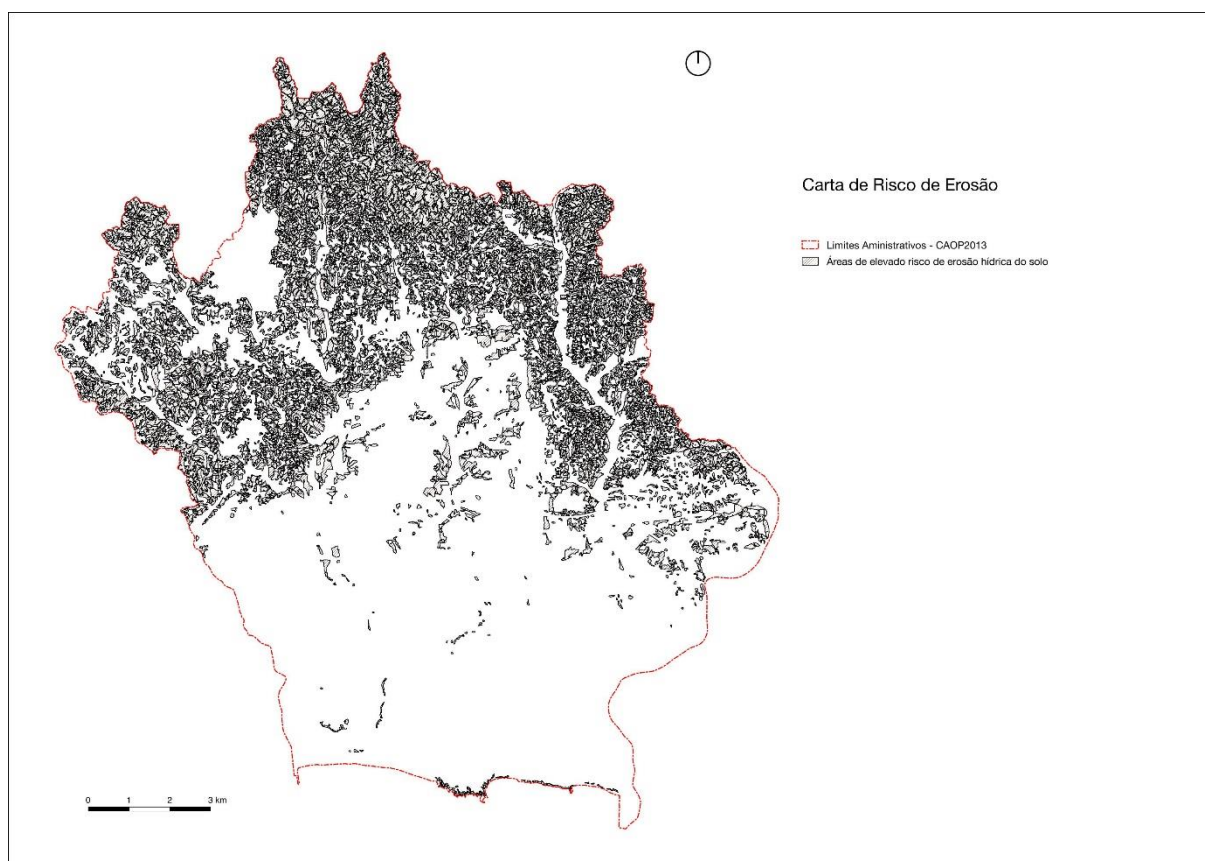 Carta de Risco de Erosão
Limites Aministrativos - CAOP2013
Áreas de elevado risco de erosão hídrica do solo
0 1 2 3 km